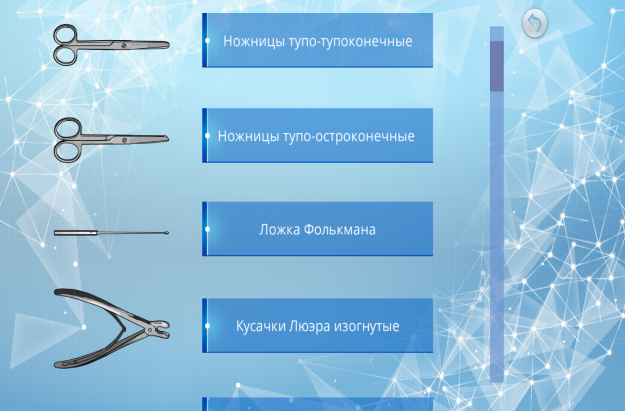 Ножницы тупо-тупоконечные
Ножницы тупо-остроконечные
Ложка Фолькмана
Кусачки Люэра изогнутые